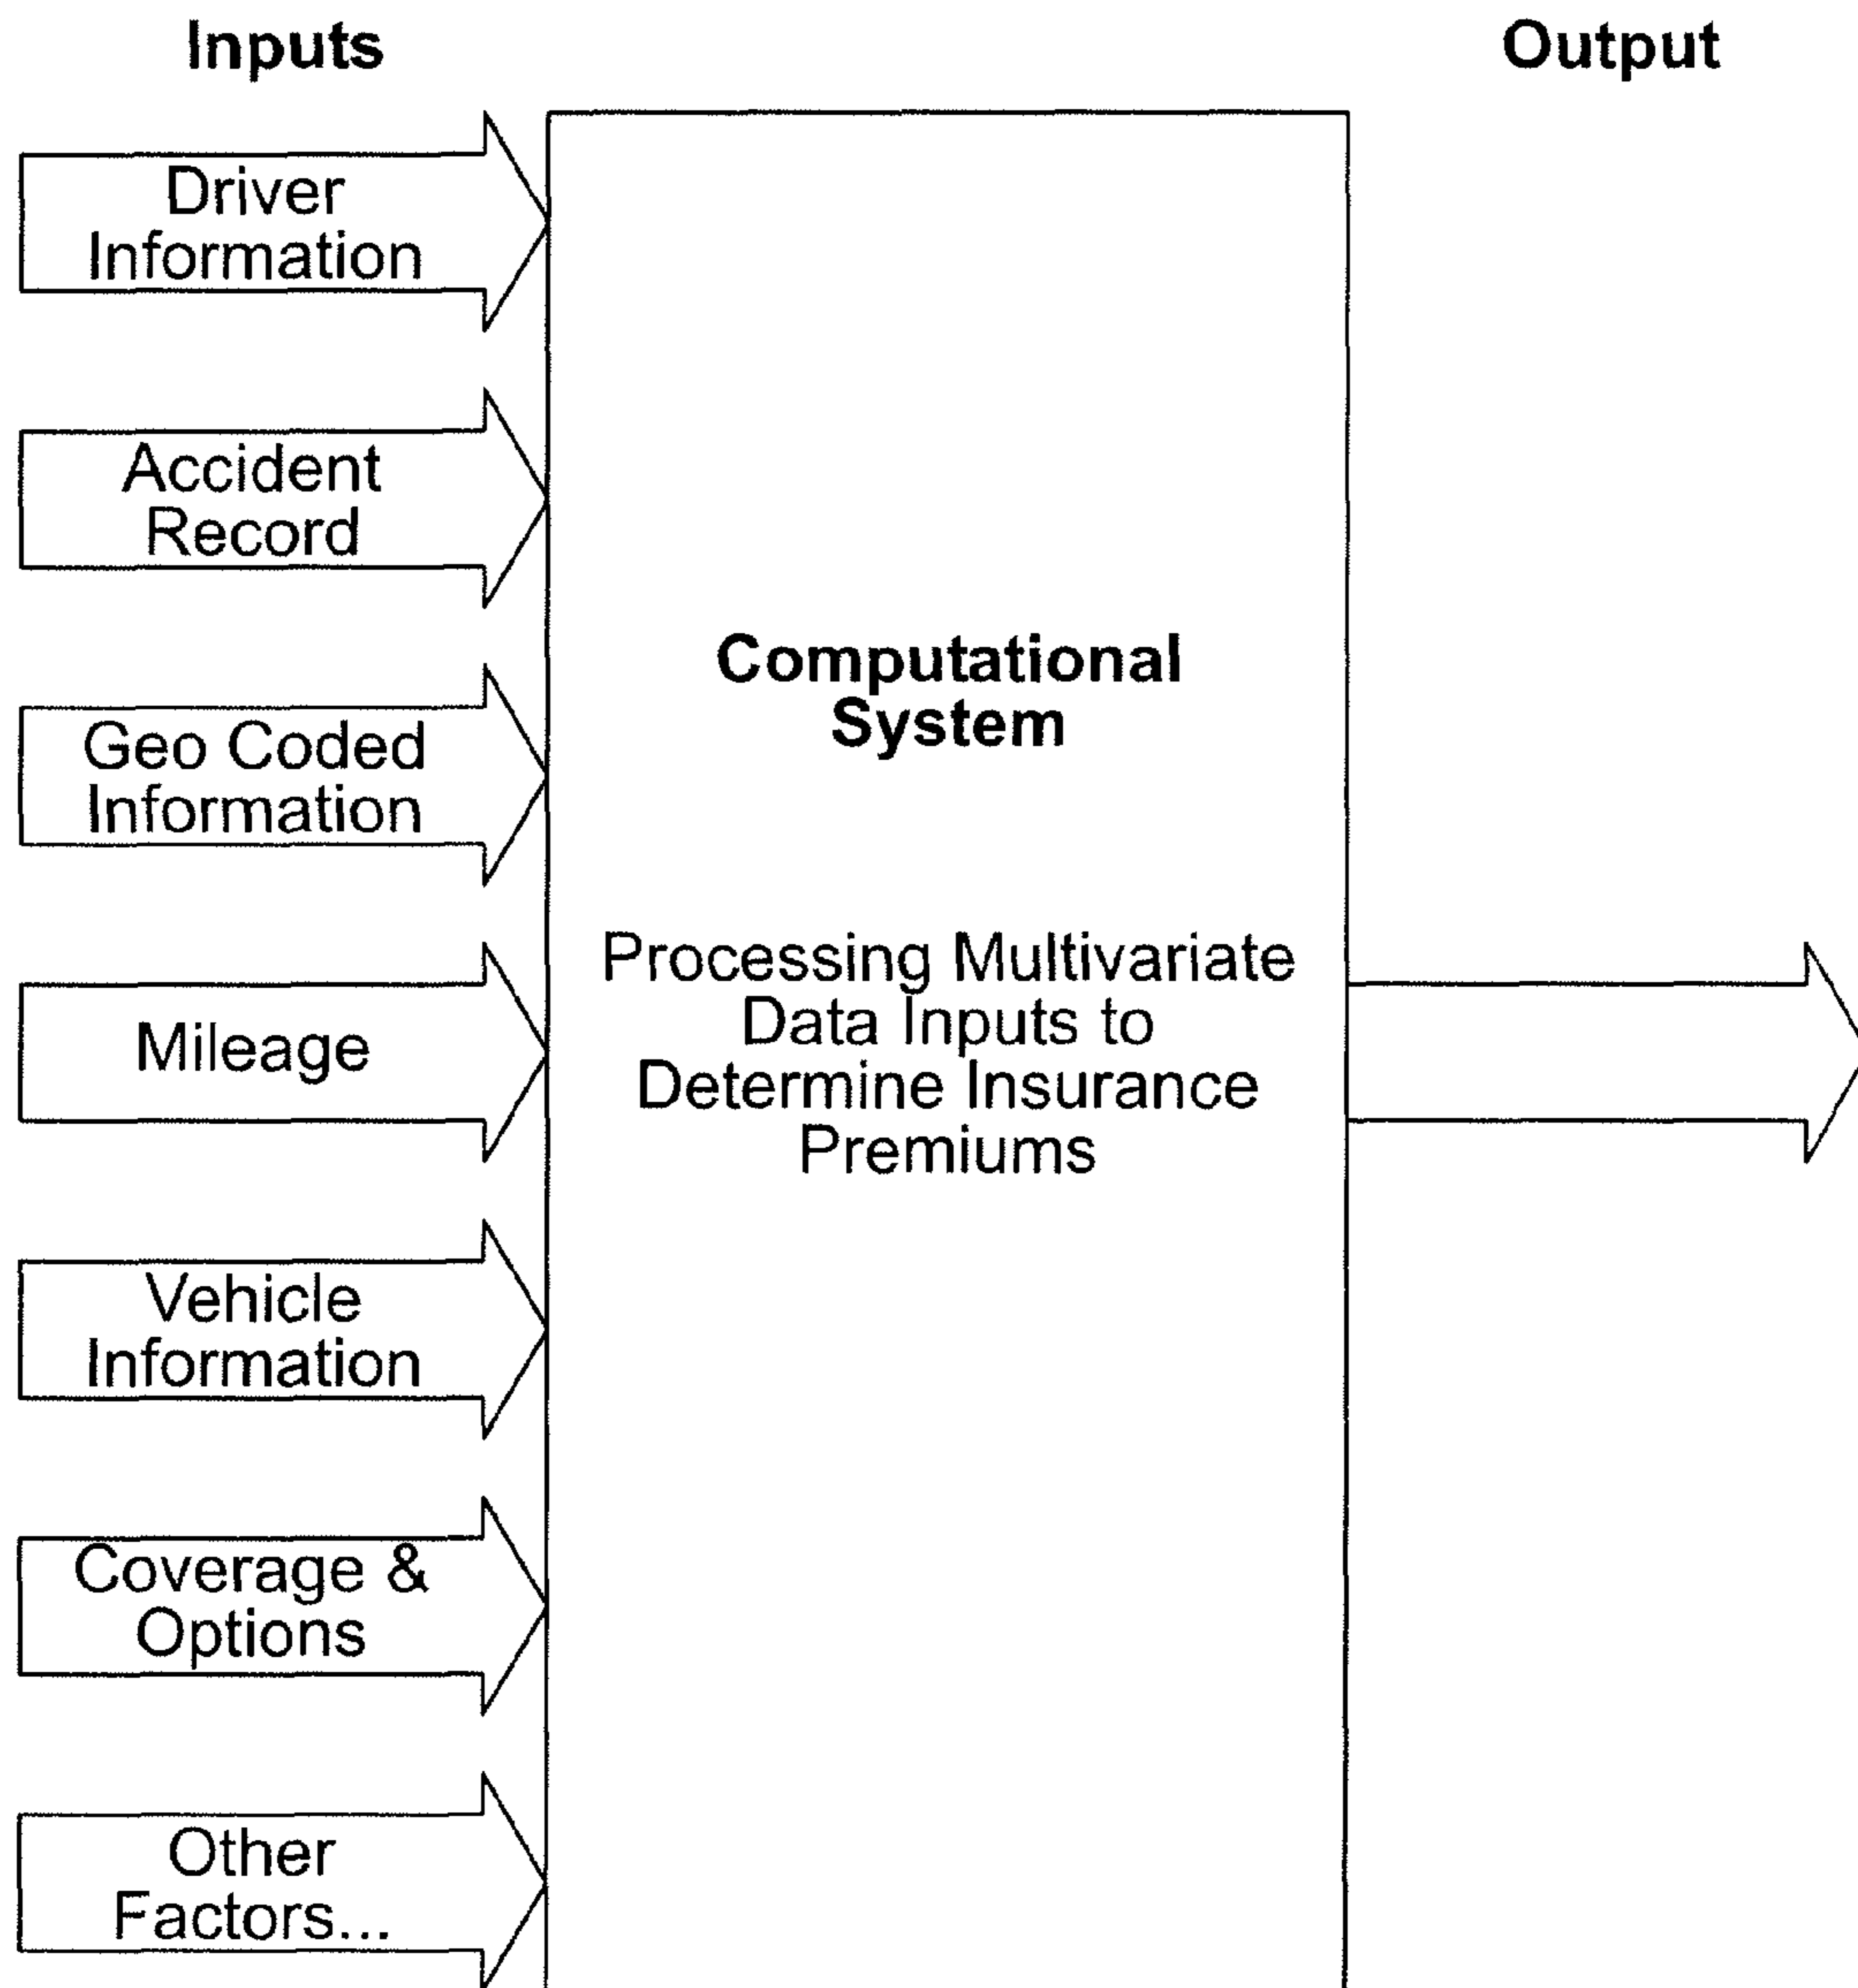 Inputs
Output
Driver
Information
Accident
Record
Geo Coded
Information
Mileage
Vehicle
Information
Coverage &
Options
Other
Factors...
Computational
System
Processing Multivariate
Data Inputs to
Determine Insurance
Premiums